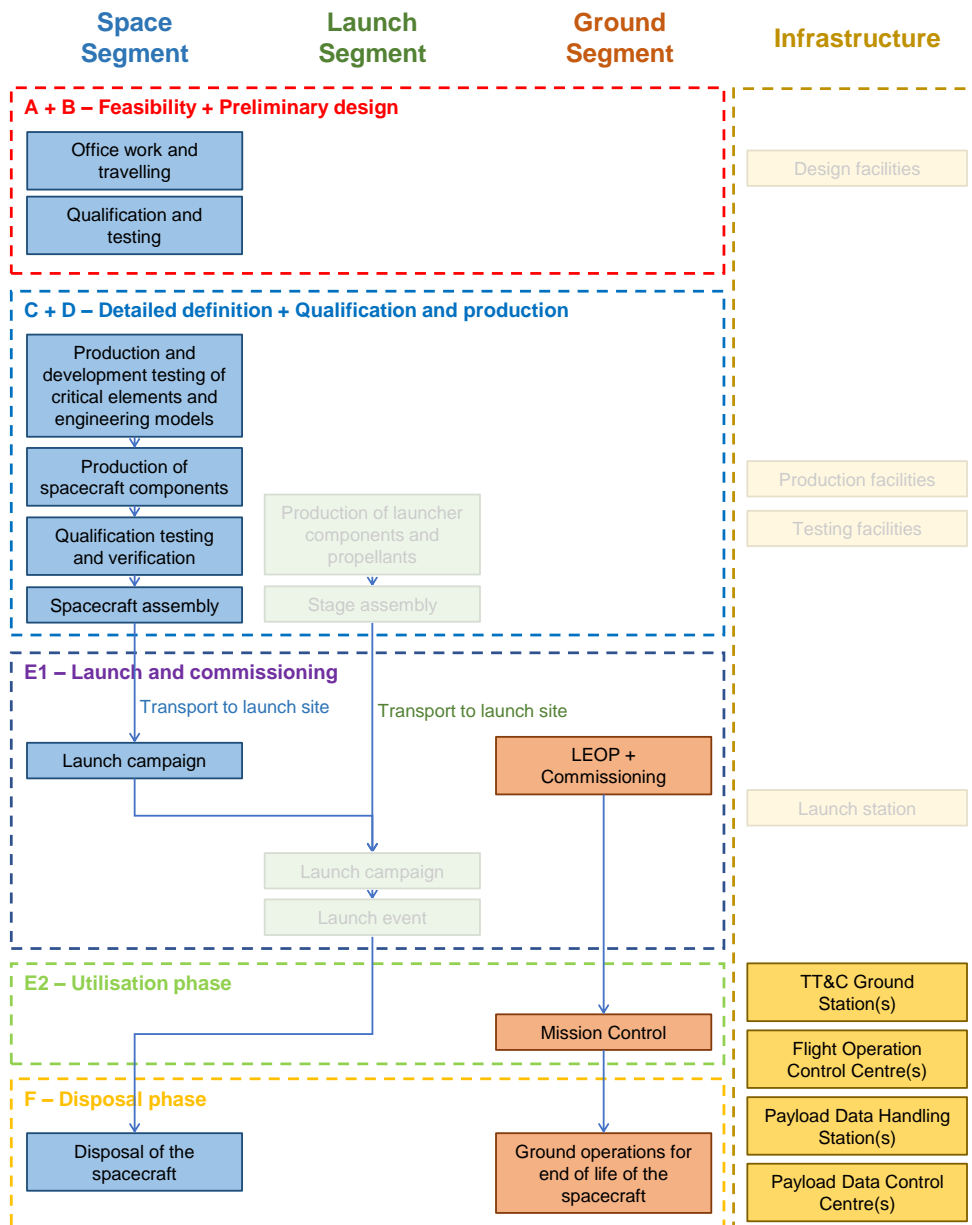 Space
Segment
Launch
Segment
Ground
Segment
Infrastructure
A + B – Feasibility + Preliminary design
Office work and
travelling
Qualification and
testing
Design facilities
C + D – Detailed definition + Qualification and production
Production and
development testing of
critical elements and
engineering models
Production of
spacecraft components
Qualification testing
and verification
Spacecraft assembly
Production of launcher
components and
propellants
Stage assembly
Production facilities
Testing facilities
E1 – Launch and commissioning
Transport to launch site
Transport to launch site
Launch campaign
LEOP +
Commissioning
Launch station
Launch campaign
Launch event
E2 – Utilisation phase
Mission Control
TT&C Ground
Station(s)
Flight Operation
Control Centre(s)
F – Disposal phase
Disposal of the
spacecraft
Ground operations for
end of life of the
spacecraft
Payload Data Handling
Station(s)
Payload Data Control
Centre(s)